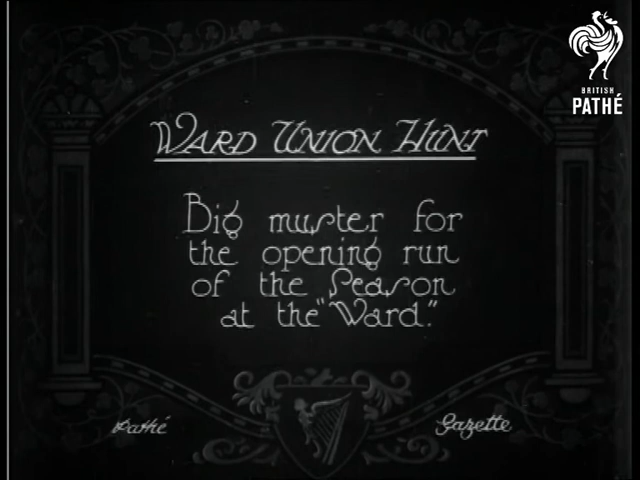 BRITISH
PATHÉ
WARD UNION HUNT
Big muster for
the opening run
of the Season
at the "Ward."
Pathé
Gazette